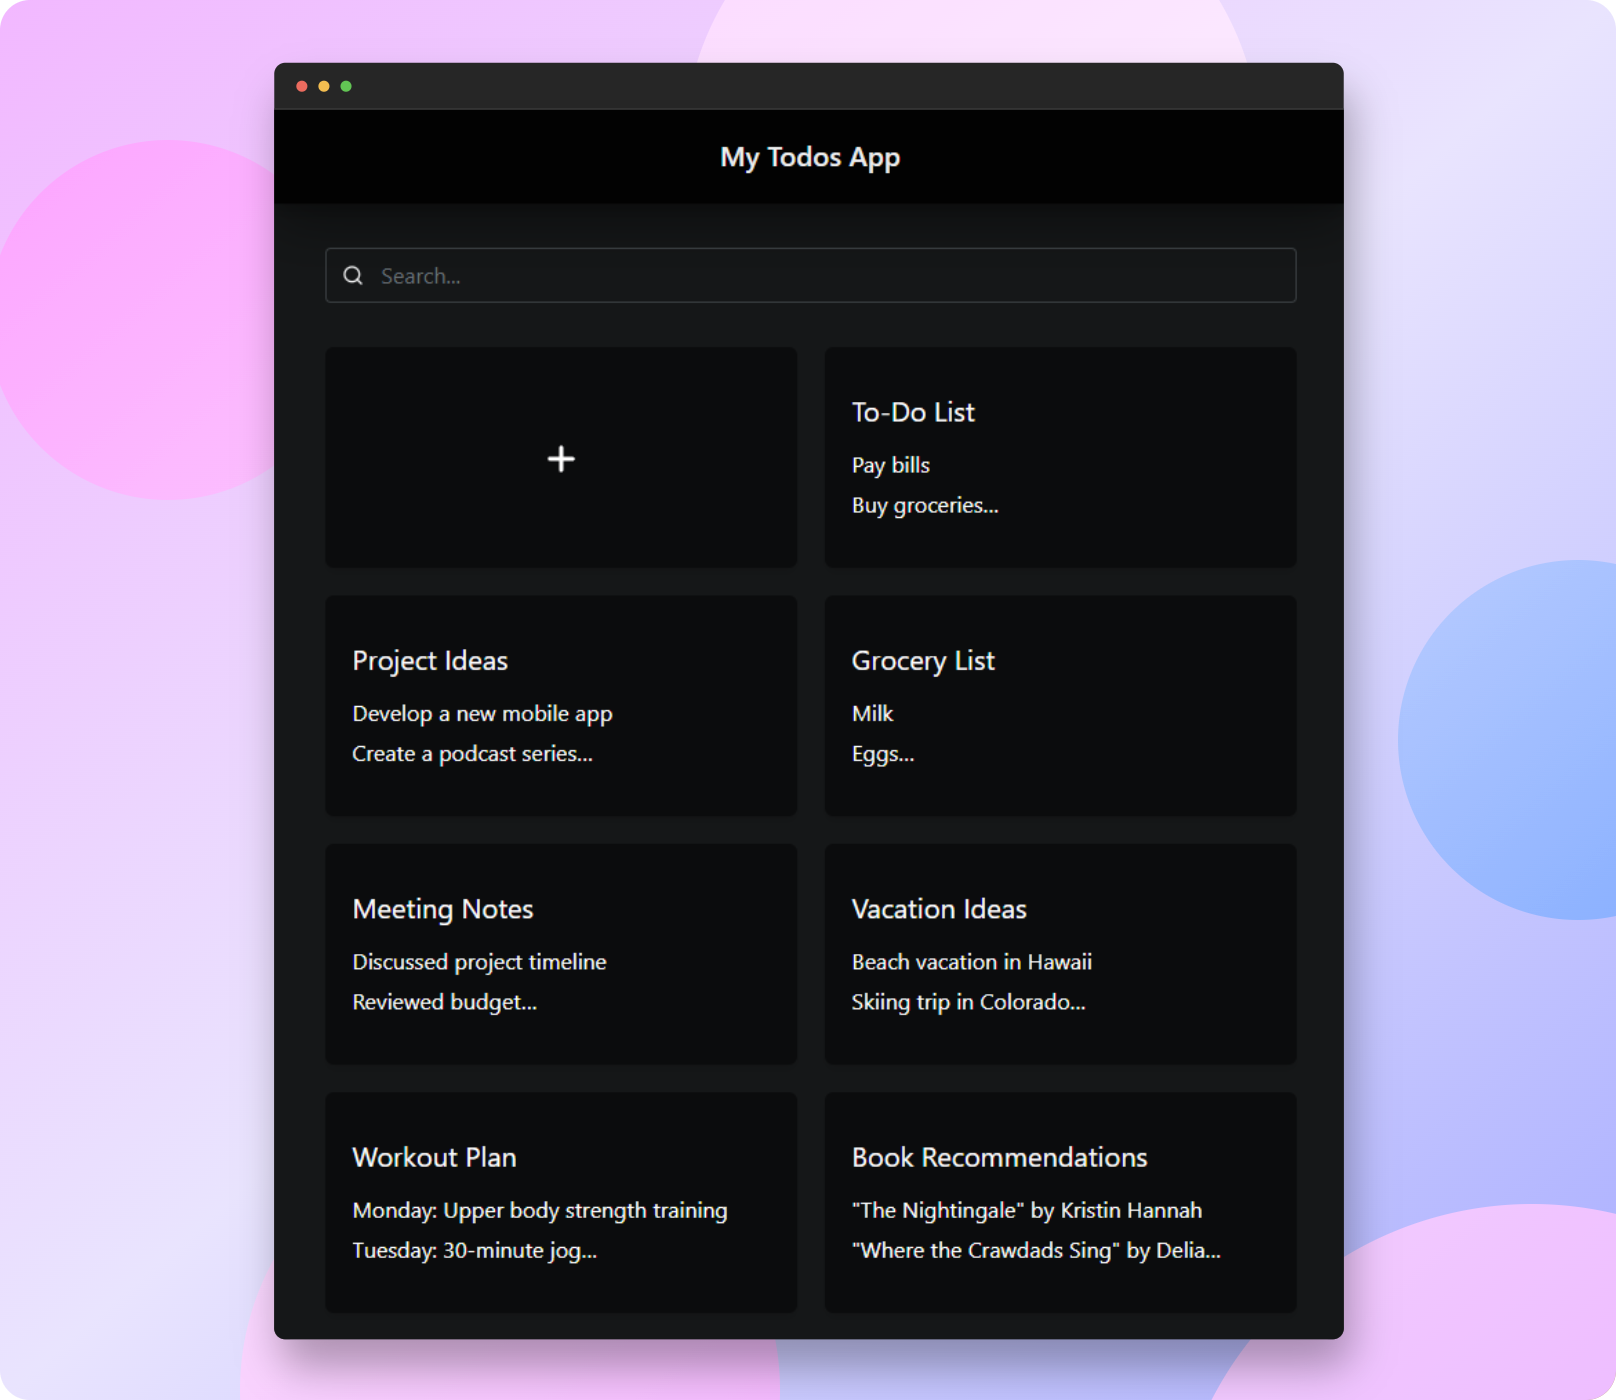 My Todos App
Search...
To-Do List
Pay bills
Buy groceries...
Project Ideas
Develop a new mobile app
Create a podcast series...
Grocery List
Milk
Eggs...
Meeting Notes
Discussed project timeline
Reviewed budget...
Vacation Ideas
Beach vacation in Hawaii
Skiing trip in Colorado...
Workout Plan
Monday: Upper body strength training
Tuesday: 30-minute jog...
Book Recommendations
"The Nightingale" by Kristin Hannah
"Where the Crawdads Sing" by Delia...